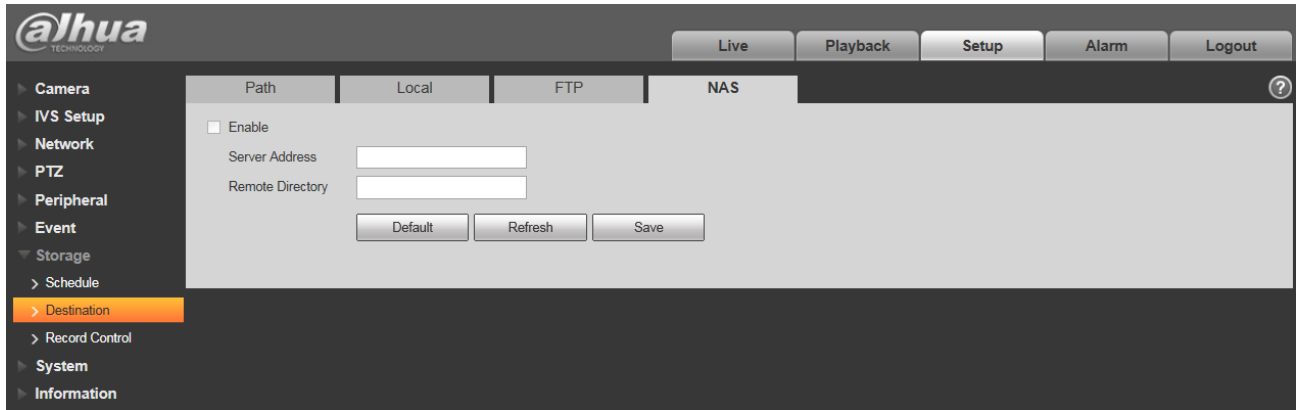 alhua
TECHNOLOGY
Live Playback Setup Alarm Logout
Camera
IVS Setup
Network
PTZ
Peripheral
Event
Storage
Schedule
Destination
Record Control
System
Information
Path Local FTP NAS
?
Enable
Server Address
Remote Directory
Default Refresh Save